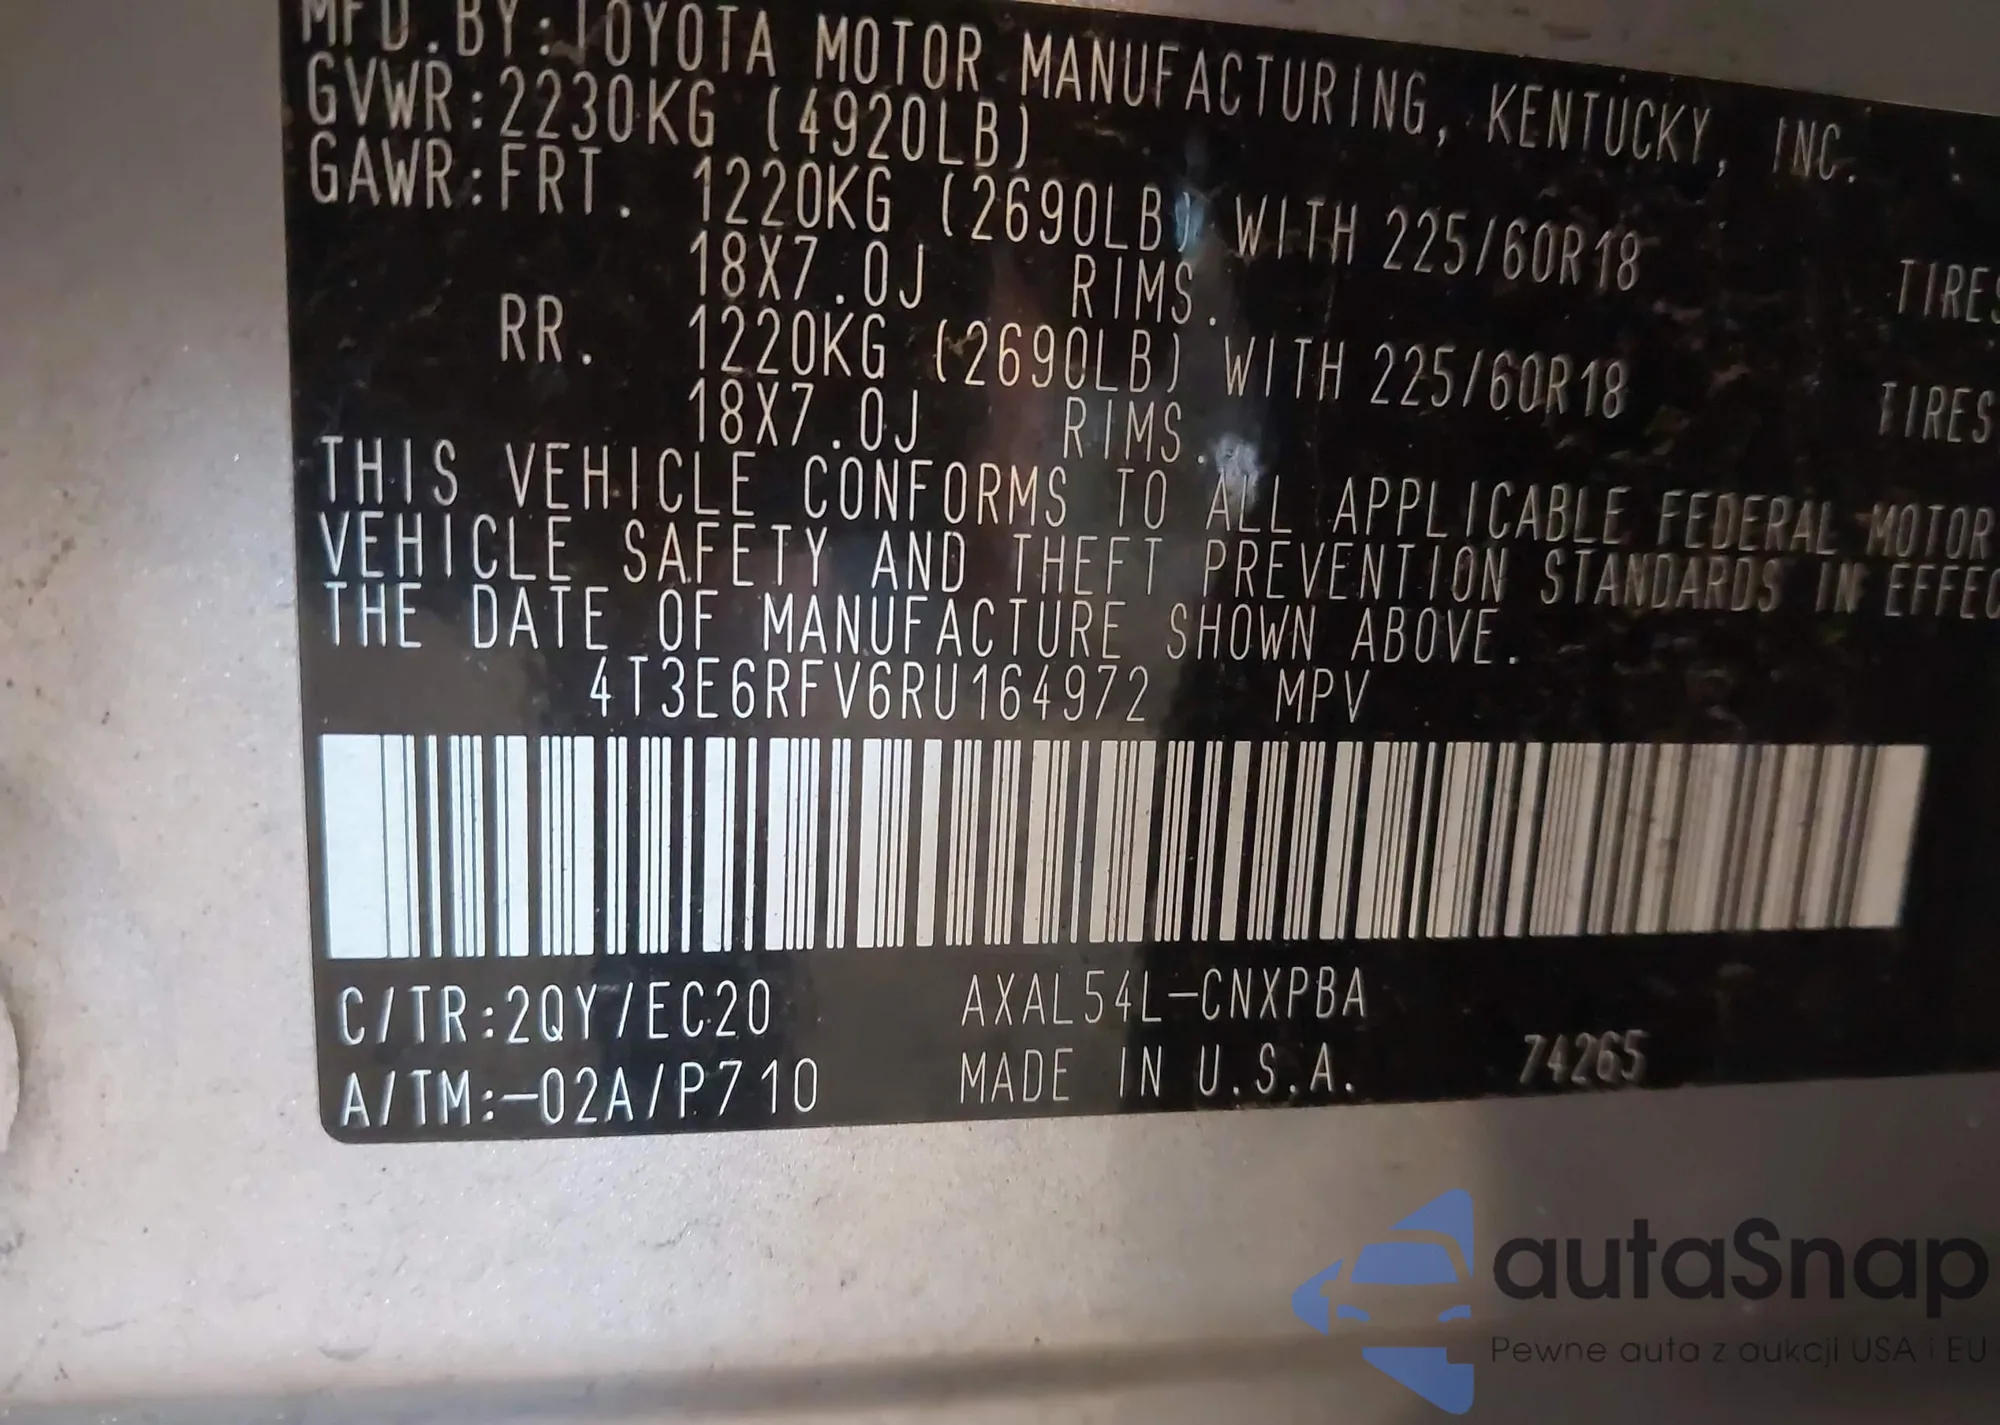 MFD.BY:TOYOTA MOTOR MANUFACTURING, KENTUCKY, INC.
GVWR:2230KG (4920LB)
GAWR:FRT. 1220KG (2690LB) WITH 225/60R18 TIRES
18X7.0J RIMS.
RR. 1220KG (2690LB) WITH 225/60R18 TIRES
18X7.0J RIMS.
THIS VEHICLE CONFORMS TO ALL APPLICABLE FEDERAL MOTOR
VEHICLE SAFETY AND THEFT PREVENTION STANDARDS IN EFFEC
THE DATE OF MANUFACTURE SHOWN ABOVE.
4T3E6RFV6RU164972 MPV
C/TR:2QY/EC20 AXAL54L-CNXPBA
A/TM:-02A/P710 MADE IN U.S.A. 74265
autaSnap
Pewne auta z aukcji USA i EU